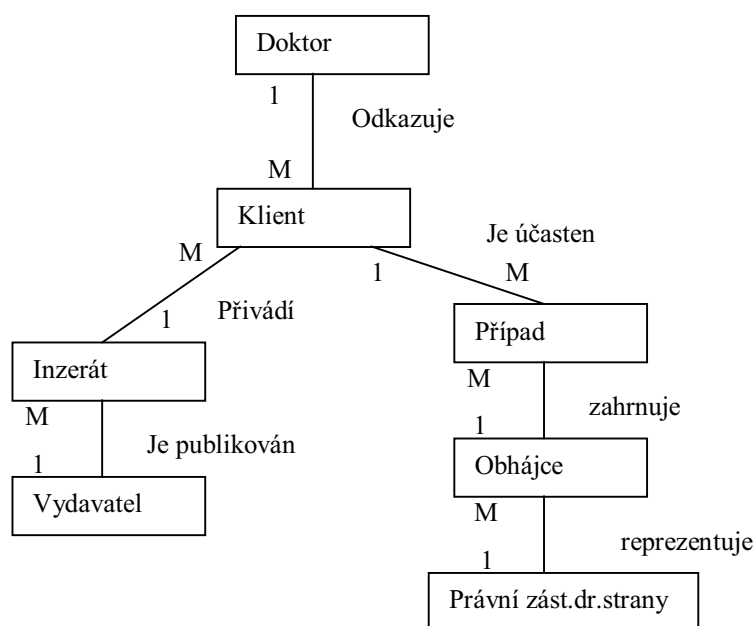 Doktor
1
Odkazuje
M
Klient
M
1
Je účasten
M
Přivádí
1
Případ
Inzerát
M
M
zahrnuje
1
Je publikován
1
Obhájce
Vydavatel
M
reprezentuje
1
Právní zást.dr.strany